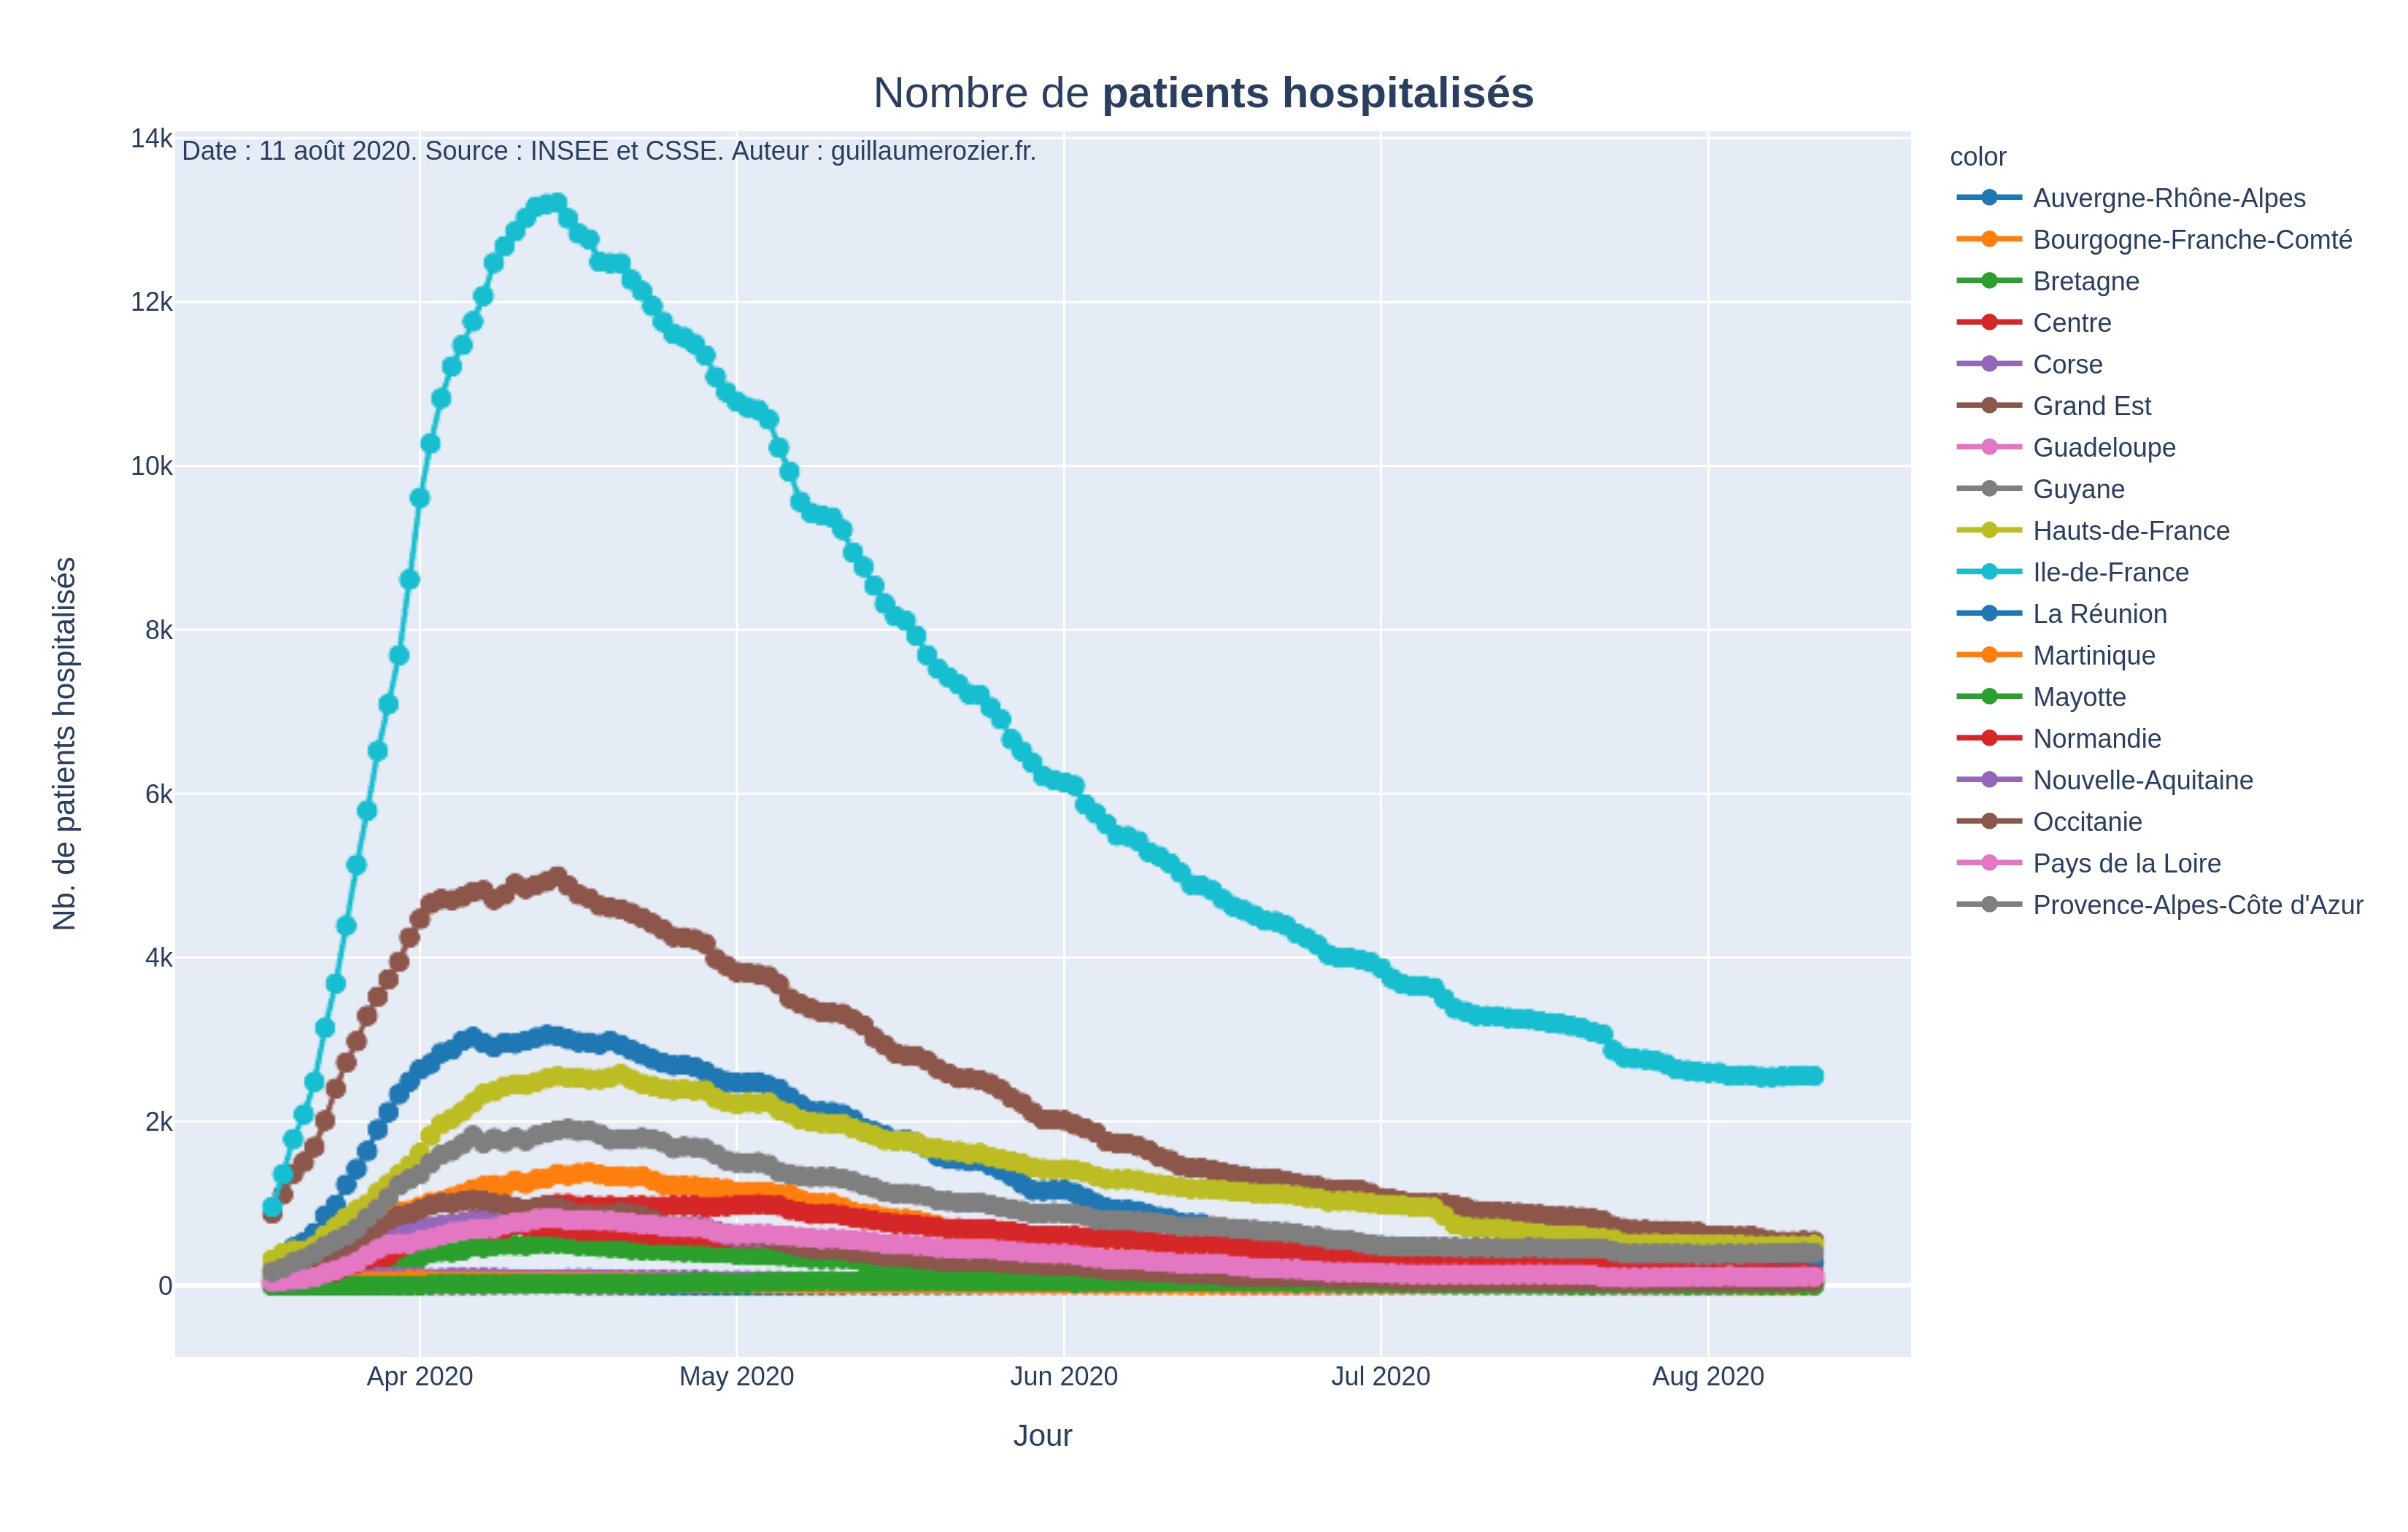 Nombre de patients hospitalisés
Date : 11 août 2020. Source : INSEE et CSSE. Auteur : guillaumerozier.fr.
14k
12k
10k
8k
6k
4k
2k
0
Nb. de patients hospitalisés
Apr 2020
May 2020
Jun 2020
Jul 2020
Aug 2020
Jour
color
Auvergne-Rhône-Alpes
Bourgogne-Franche-Comté
Bretagne
Centre
Corse
Grand Est
Guadeloupe
Guyane
Hauts-de-France
Ile-de-France
La Réunion
Martinique
Mayotte
Normandie
Nouvelle-Aquitaine
Occitanie
Pays de la Loire
Provence-Alpes-Côte d'Azur